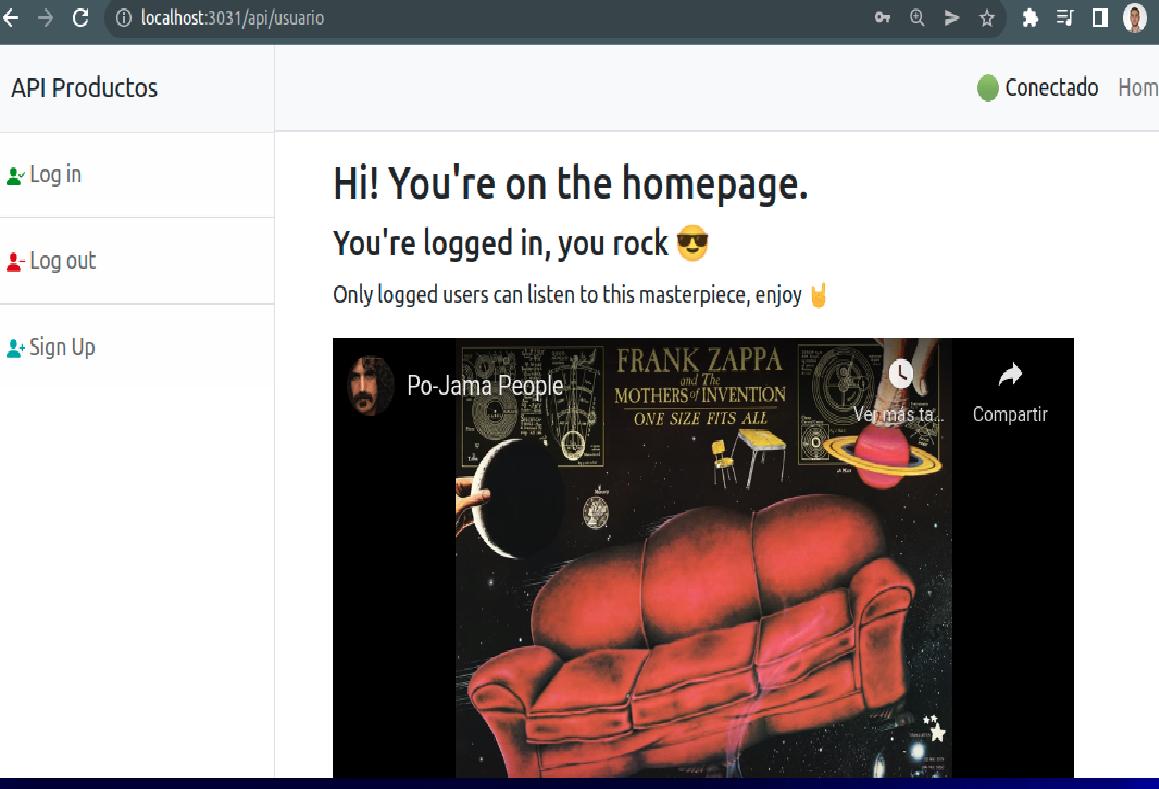 localhost:3031/api/usuario
API Productos
Conectado Hom
Log in
Log out
Sign Up
Hi! You're on the homepage.
You're logged in, you rock 😎
Only logged users can listen to this masterpiece, enjoy 🤘
Po-Jama People
FRANK ZAPPA
and The
MOTHERS of INVENTION
ONE SIZE FITS ALL
Ver más ta...
Compartir